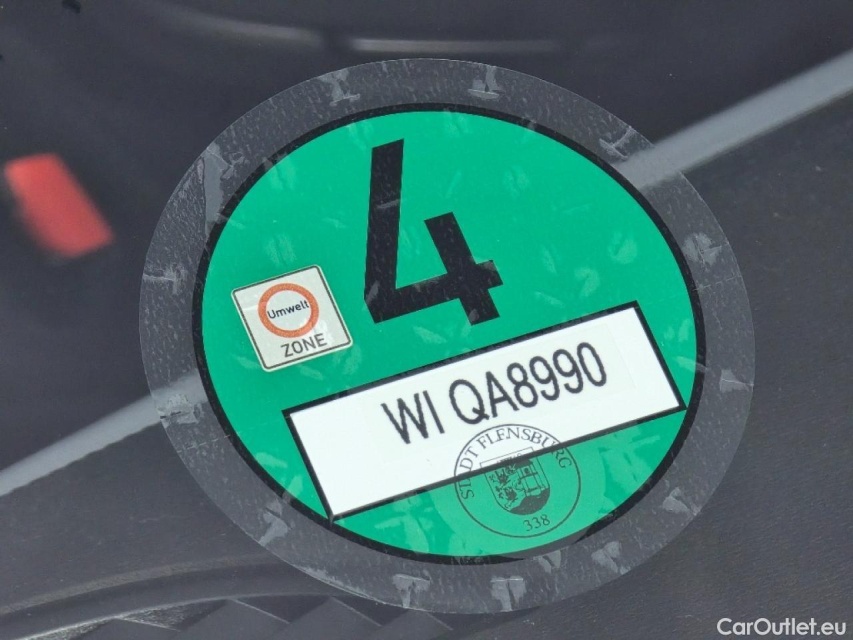 4
Umwelt
ZONE
WI QA8990
STADT FLENSBURG
338
CarOutlet.eu